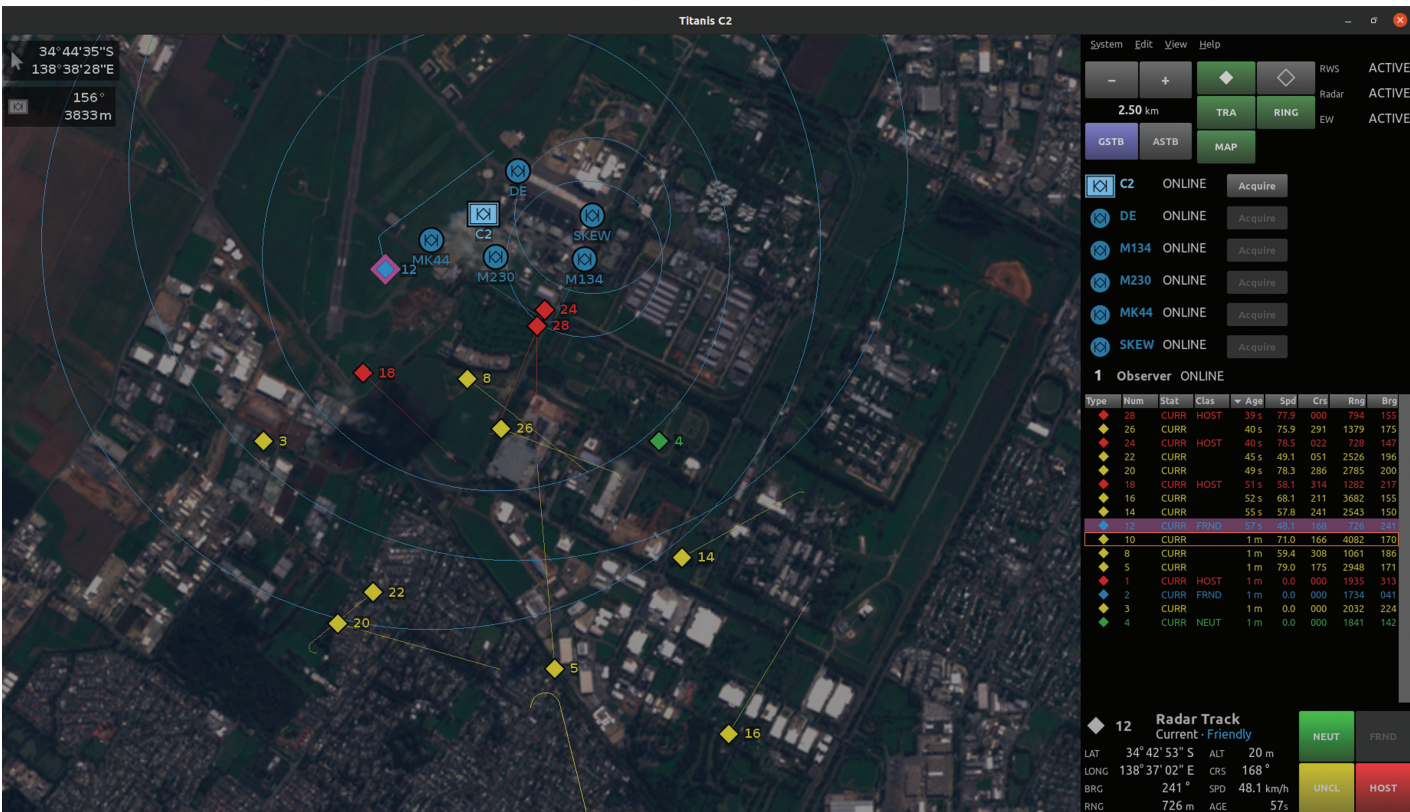 Titanis C2
34°44'35"S
138°38'28"E
156°
3833m
DE
C2
SKEW
MK44
M230
M134
12
24
28
18
8
26
3
4
14
22
20
5
16
System Edit View Help
− +
2.50 km
TRA RING
GSTB ASTB MAP
RWS ACTIVE
Radar ACTIVE
EW ACTIVE
C2 ONLINE Acquire
DE ONLINE Acquire
M134 ONLINE Acquire
M230 ONLINE Acquire
MK44 ONLINE Acquire
SKEW ONLINE Acquire
1 Observer ONLINE
Type Num Stat Clas Age Spd Crs Rng Brg
28 CURR HOST 39 s 77.9 000 794 155
26 CURR 40 s 75.9 291 1379 175
24 CURR HOST 40 s 78.5 022 728 147
22 CURR 45 s 49.1 051 2526 196
20 CURR 49 s 78.3 286 2785 200
18 CURR HOST 51 s 58.1 314 1282 217
16 CURR 52 s 68.1 211 3682 155
14 CURR 55 s 57.8 241 2543 150
12 CURR FRND 57 s 48.1 168 726 241
10 CURR 1 m 71.0 166 4082 170
8 CURR 1 m 59.4 308 1061 186
5 CURR 1 m 79.0 175 2948 171
1 CURR HOST 1 m 0.0 000 1935 313
2 CURR FRND 1 m 0.0 000 1734 041
3 CURR 1 m 0.0 000 2032 224
4 CURR NEUT 1 m 0.0 000 1841 142
12 Radar Track
Current · Friendly
LAT 34°42'53" S ALT 20 m
LONG 138°37'02" E CRS 168°
BRG 241° SPD 48.1 km/h
RNG 726 m AGE 57s
NEUT FRND
UNCL HOST